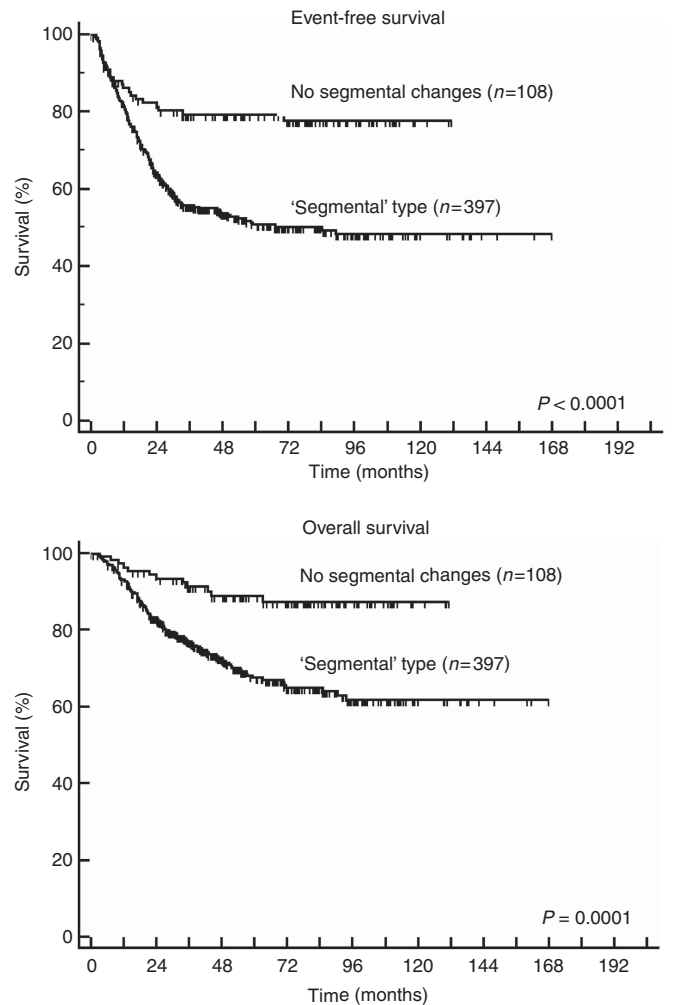 Event-free survival
100
80
60
40
20
0
Survival (%)
No segmental changes (n=108)
‘Segmental’ type (n=397)
P < 0.0001
0 24 48 72 96 120 144 168 192
Time (months)
Overall survival
100
80
60
40
20
0
Survival (%)
No segmental changes (n=108)
‘Segmental’ type (n=397)
P = 0.0001
0 24 48 72 96 120 144 168 192
Time (months)